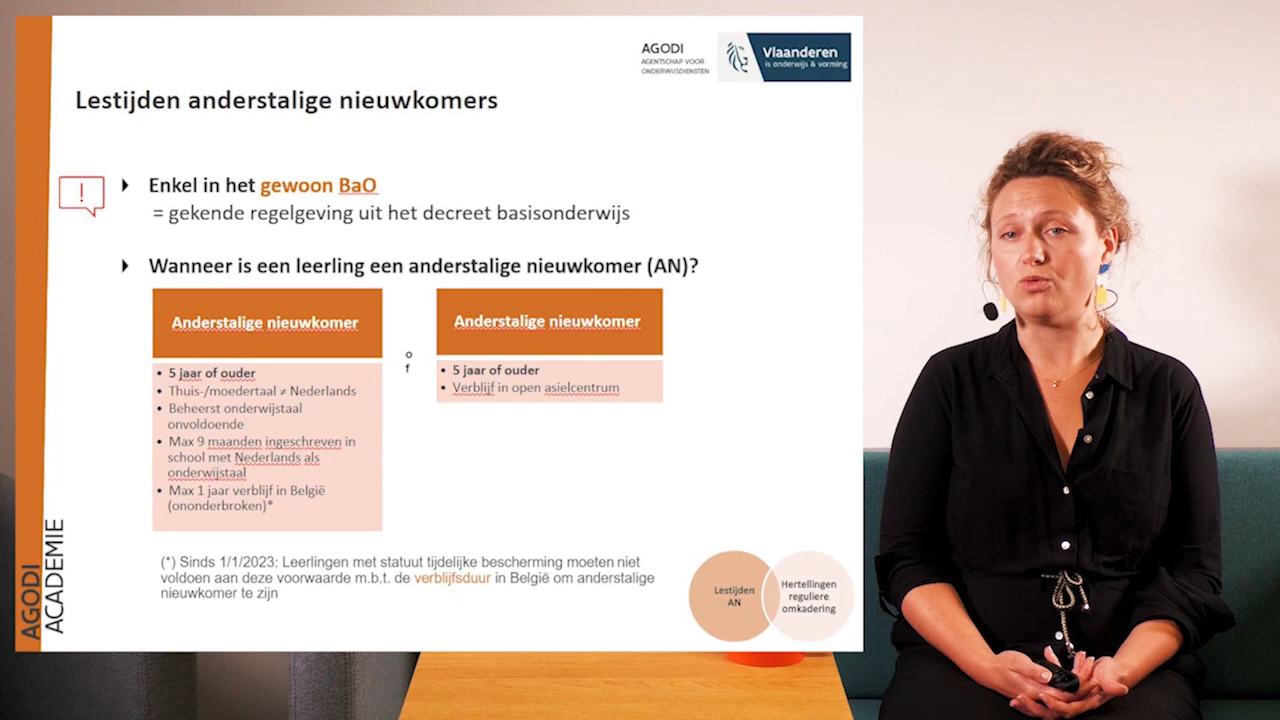 AGODI
AGENTSCHAP VOOR
ONDERWIJSDIENSTEN
Vlaanderen
is onderwijs & vorming
Lestijden anderstalige nieuwkomers
!
Enkel in het gewoon BaO
= gekende regelgeving uit het decreet basisonderwijs
Wanneer is een leerling een anderstalige nieuwkomer (AN)?
Anderstalige nieuwkomer
• 5 jaar of ouder
• Thuis-/moedertaal ≠ Nederlands
• Beheerst onderwijstaal
onvoldoende
• Max 9 maanden ingeschreven in
school met Nederlands als
onderwijstaal
• Max 1 jaar verblijf in België
(ononderbroken)*
o
f
Anderstalige nieuwkomer
• 5 jaar of ouder
• Verblijf in open asielcentrum
(*) Sinds 1/1/2023: Leerlingen met statuut tijdelijke bescherming moeten niet
voldoen aan deze voorwaarde m.b.t. de verblijfsduur in België om anderstalige
nieuwkomer te zijn
Lestijden
AN
Hertellingen
reguliere
omkadering
AGODI
ACADEMIE